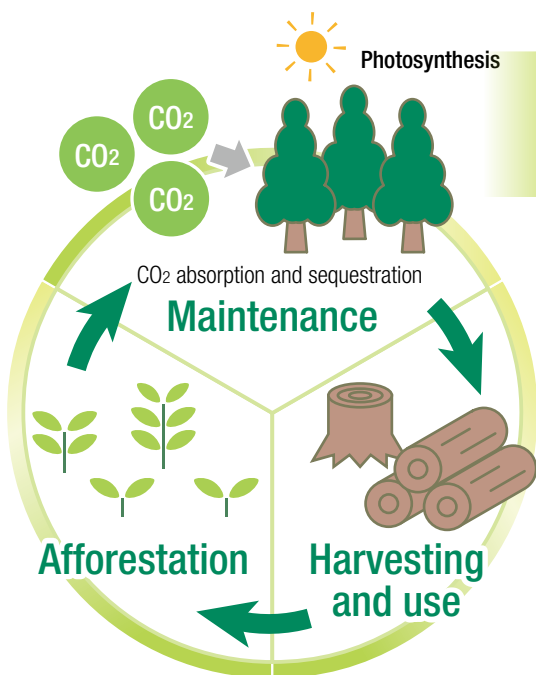 Photosynthesis
CO2
CO2
CO2
CO2 absorption and sequestration
Maintenance
Afforestation
Harvesting
and use